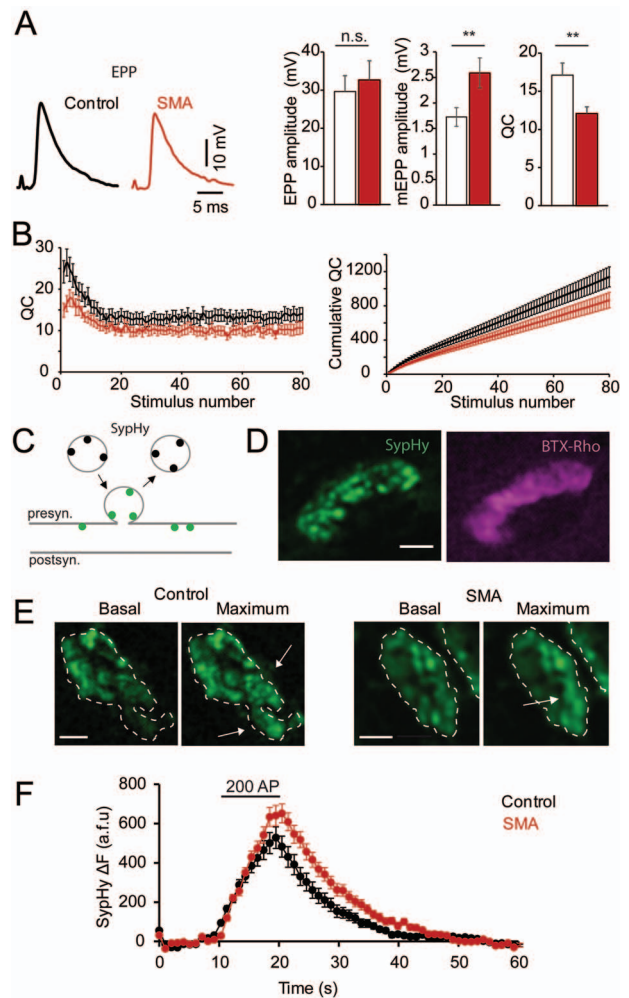 A
EPP
Control
SMA
10 mV
5 ms
n.s.
EPP amplitude (mV)
40
30
20
10
0
**
mEPP amplitude (mV)
3
2.5
2
1.5
1
0.5
0
**
QC
20
15
10
5
0
B
QC
30
20
10
0
0 20 40 60 80
Stimulus number
Cumulative QC
1200
800
400
0
0 20 40 60 80
Stimulus number
C
SypHy
presyn.
postsyn.
D
SypHy
BTX-Rho
E
Control
Basal
Maximum
SMA
Basal
Maximum
F
200 AP
Control
SMA
SypHy ΔF (a.f.u)
800
600
400
200
0
0 10 20 30 40 50 60
Time (s)